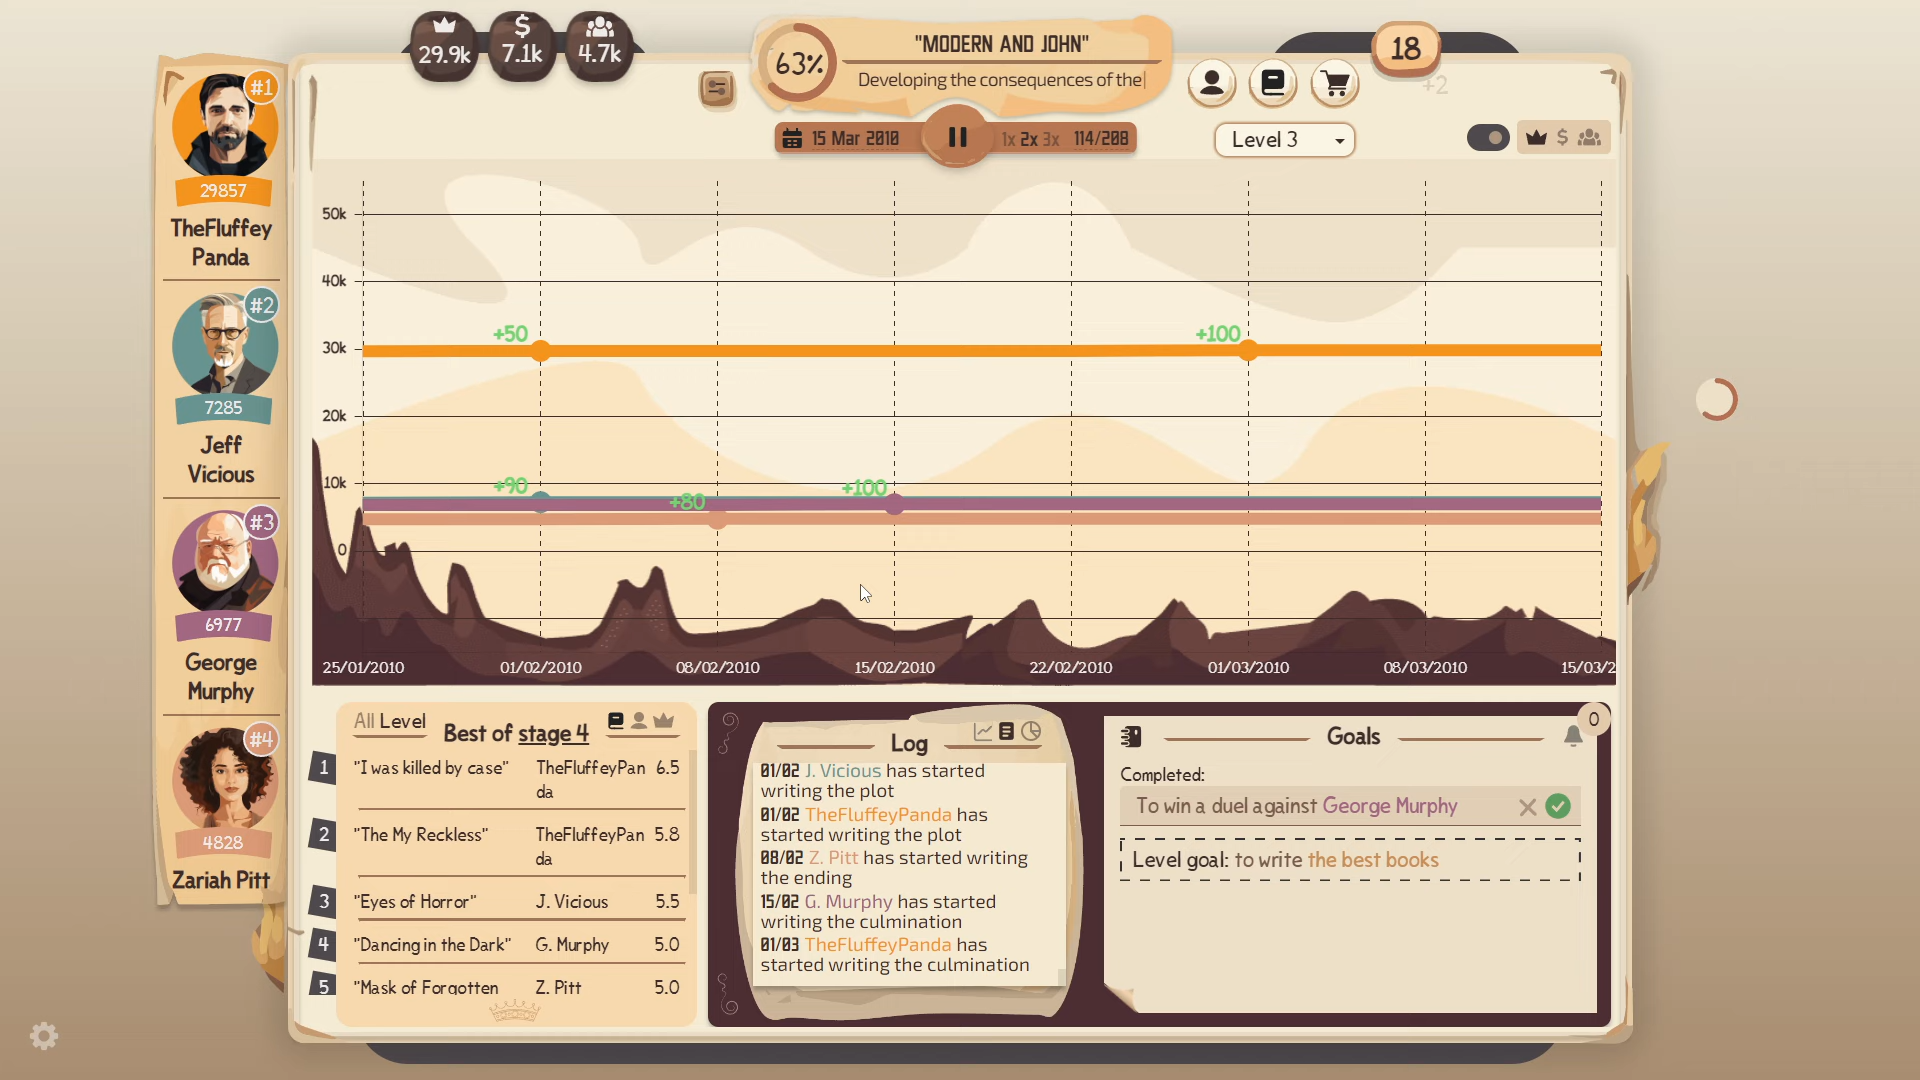 29.9k
7.1k
4.7k
63%
"MODERN AND JOHN"
Developing the consequences of the
18
+2
15 Mar 2010
1x 2x 3x
114/208
Level 3
#1
29857
TheFluffey
Panda
#2
7285
Jeff
Vicious
#3
6977
George
Murphy
#4
4828
Zariah Pitt
50k
40k
30k
20k
10k
0
+50
+100
+90
+80
+100
25/01/2010
01/02/2010
08/02/2010
15/02/2010
22/02/2010
01/03/2010
08/03/2010
15/03/2
All Level
Best of stage 4
1 "I was killed by case" TheFluffeyPan 6.5
da
2 "The My Reckless" TheFluffeyPan 5.8
da
3 "Eyes of Horror" J. Vicious 5.5
4 "Dancing in the Dark" G. Murphy 5.0
5 "Mask of Forgotten Z. Pitt 5.0
Log
01/02 J. Vicious has started
writing the plot
01/02 TheFluffeyPanda has
started writing the plot
08/02 Z. Pitt has started writing
the ending
15/02 G. Murphy has started
writing the culmination
01/03 TheFluffeyPanda has
started writing the culmination
Goals
0
Completed:
To win a duel against George Murphy
Level goal: to write the best books